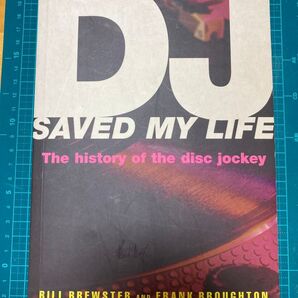 DJ
SAVED MY LIFE
The history of the disc jockey
BILL BREWSTER AND FRANK BROUGHTON